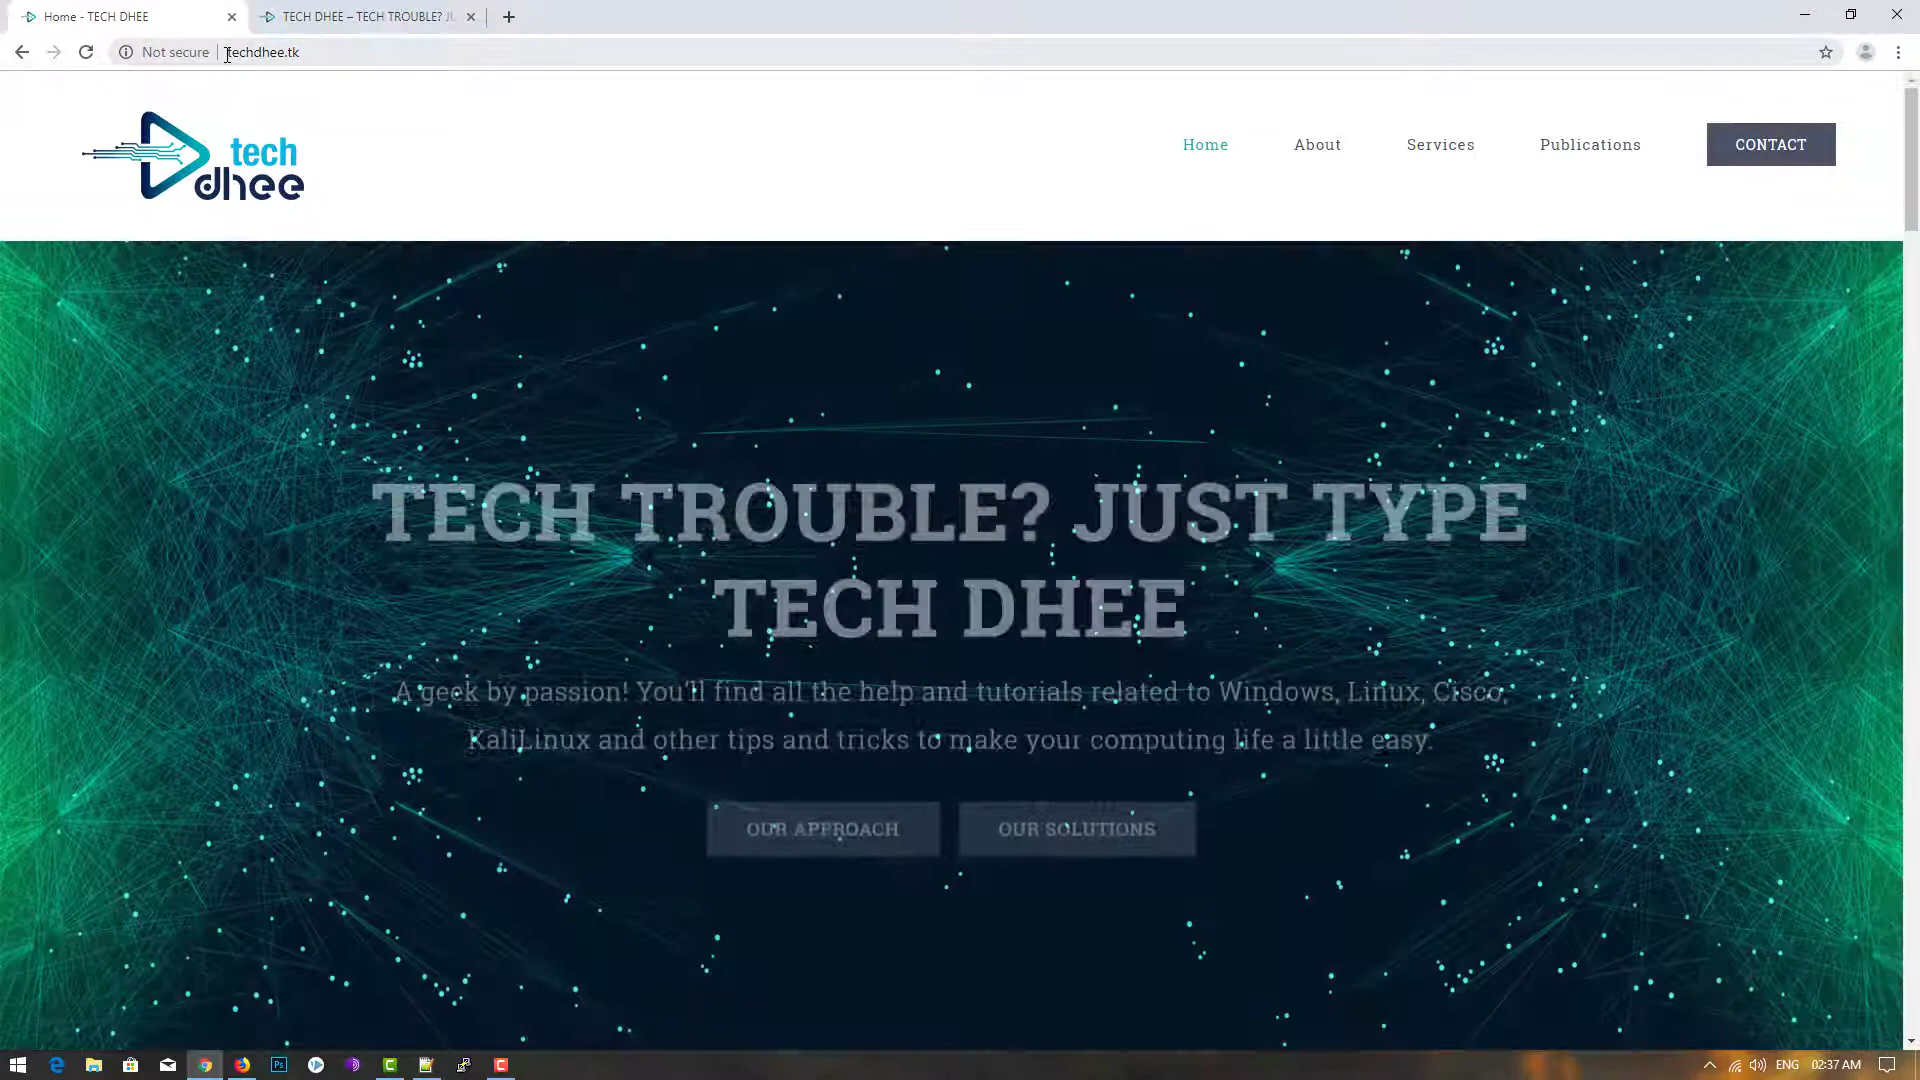 Home - TECH DHEE
TECH DHEE – TECH TROUBLE? JU
Not secure
techdhee.tk
tech
dhee
Home
About
Services
Publications
CONTACT
TECH TROUBLE? JUST TYPE
TECH DHEE
A geek by passion! You'll find all the help and tutorials related to Windows, Linux, Cisco,
KaliLinux and other tips and tricks to make your computing life a little easy.
OUR APPROACH
OUR SOLUTIONS
Ps
ENG
02:37 AM